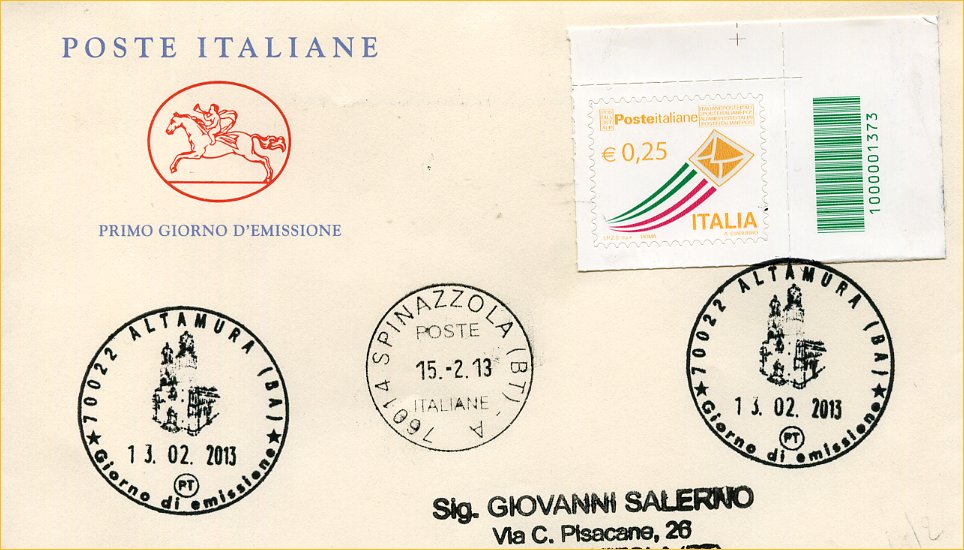 POSTE ITALIANE
PRIMO GIORNO D'EMISSIONE
Posteitaliane
€ 0,25
ITALIA
1000001373
70022 ALTAMURA (BA)
13. 02. 2013
PT
★ Giorno di emissione ★
76014 SPINAZZOLA (BT) - A
POSTE
15.-2.13
ITALIANE
70022 ALTAMURA (BA)
13. 02. 2013
PT
★ Giorno di emissione ★
Sig. GIOVANNI SALERNO
Via C. Pisacane, 26